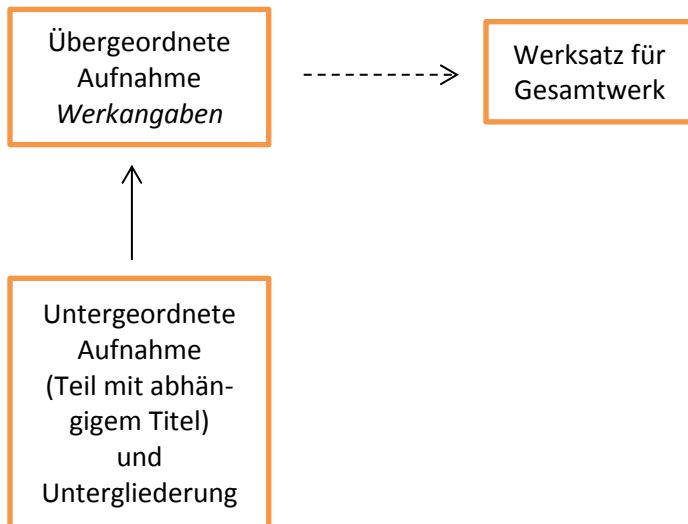 Übergeordnete
Aufnahme
Werkangaben
Werksatz für
Gesamtwerk
Untergeordnete
Aufnahme
(Teil mit abhän-
gigem Titel)
und
Untergliederung